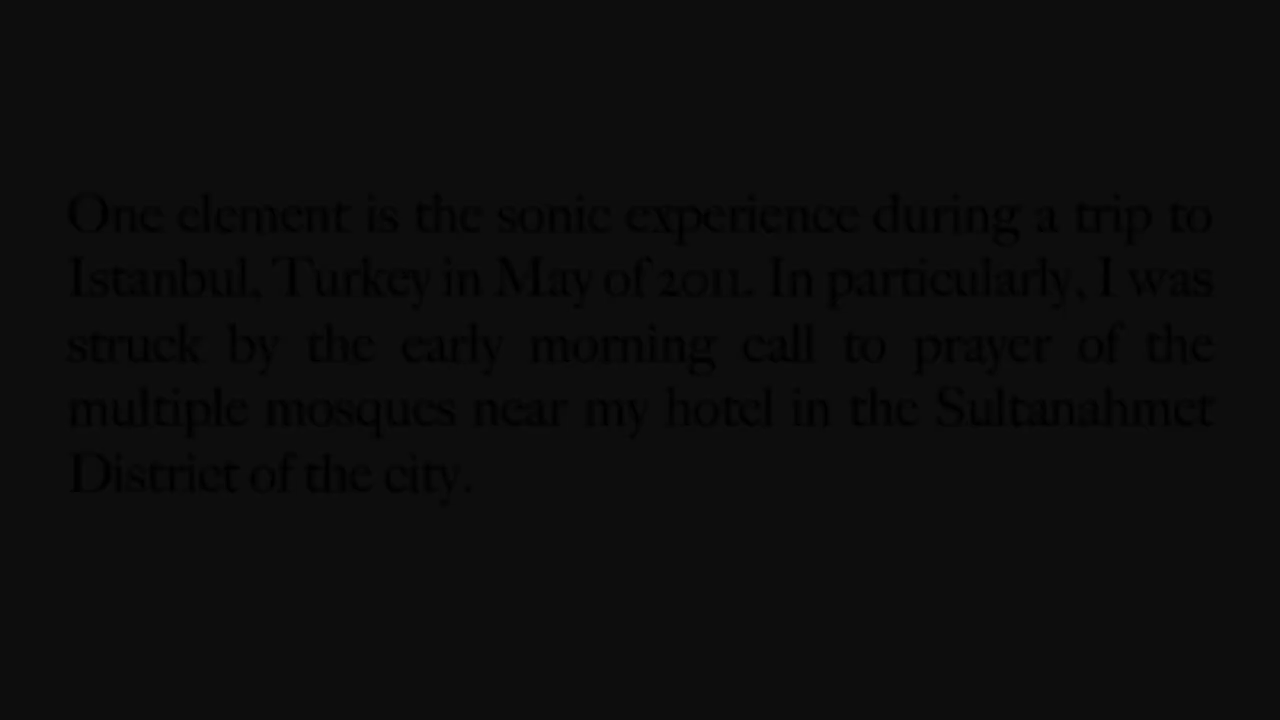 One element is the sonic experience during a trip to
Istanbul, Turkey in May of 2011. In particularly, I was
struck by the early morning call to prayer of the
multiple mosques near my hotel in the Sultanahmet
District of the city.